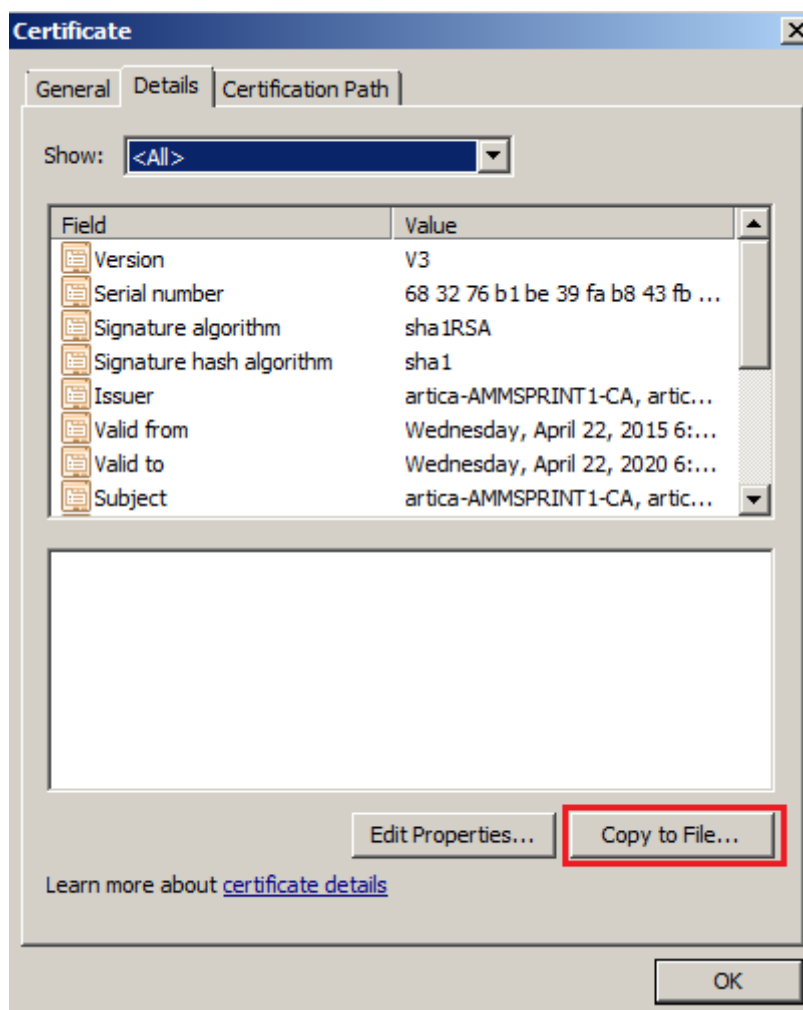 Certificate
General Details Certification Path
Show: <All>
Field Value
Version V3
Serial number 68 32 76 b1 be 39 fa b8 43 fb ...
Signature algorithm sha1RSA
Signature hash algorithm sha1
Issuer artica-AMMSPRINT1-CA, artic...
Valid from Wednesday, April 22, 2015 6:...
Valid to Wednesday, April 22, 2020 6:...
Subject artica-AMMSPRINT1-CA, artic...
Edit Properties... Copy to File...
Learn more about certificate details
OK